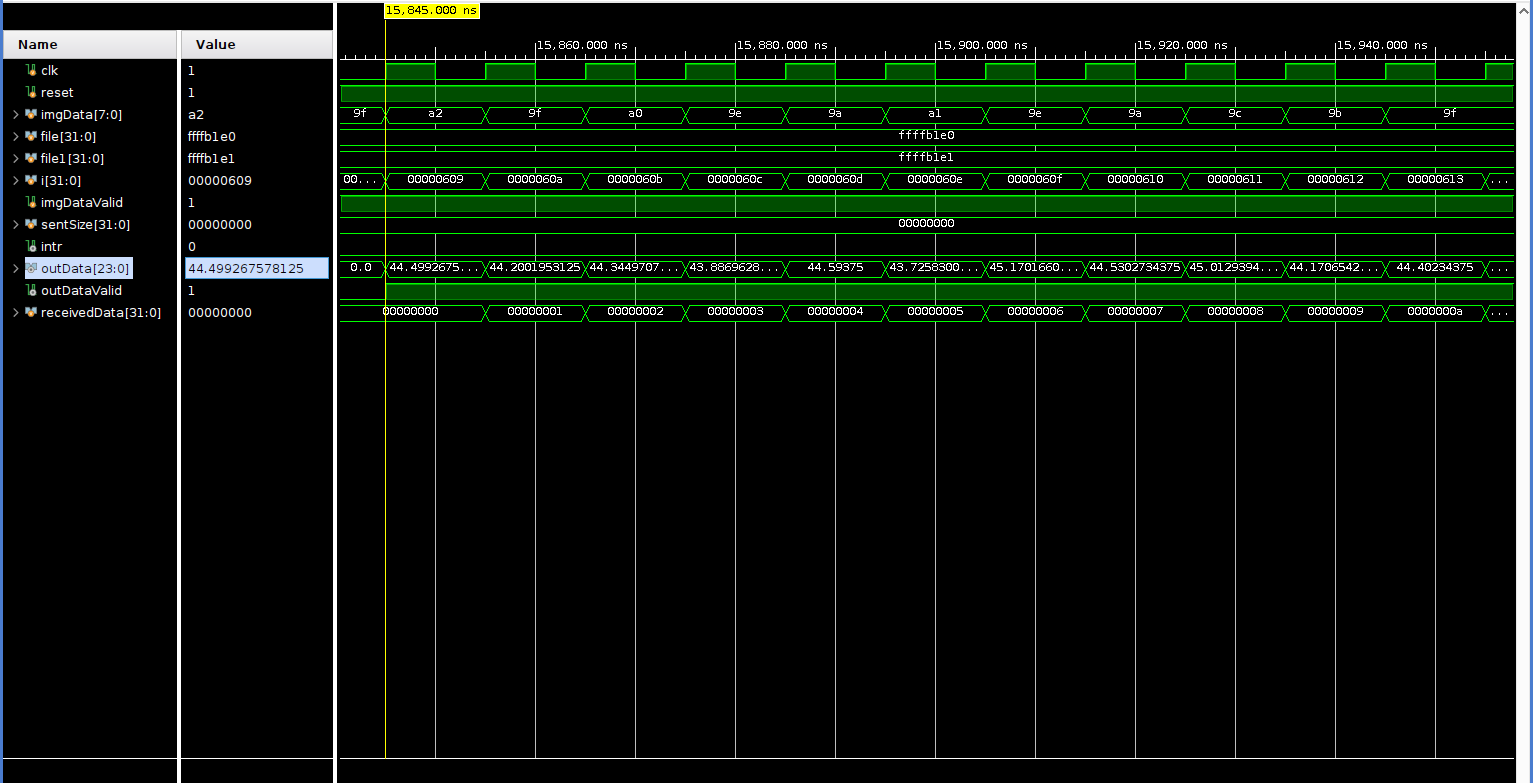 15,845.000 ns
Name Value
15,860.000 ns 15,880.000 ns 15,900.000 ns 15,920.000 ns 15,940.000 ns
clk 1
reset 1
imgData[7:0] a2 9f a2 9f a0 9e 9a a1 9e 9a 9c 9b 9f
file[31:0] ffffb1e0 ffffb1e0
file1[31:0] ffffb1e1 ffffb1e1
i[31:0] 00000609 00... 00000609 0000060a 0000060b 0000060c 0000060d 0000060e 0000060f 00000610 00000611 00000612 00000613 ...
imgDataValid 1
sentSize[31:0] 00000000 00000000
intr 0
outData[23:0] 44.499267578125 0.0 44.4992675... 44.2001953125 44.3449707... 43.8869628... 44.59375 43.7258300... 45.1701660... 44.5302734375 45.0129394... 44.1706542... 44.40234375 ...
outDataValid 1
receivedData[31:0] 00000000 00000000 00000001 00000002 00000003 00000004 00000005 00000006 00000007 00000008 00000009 0000000a ...